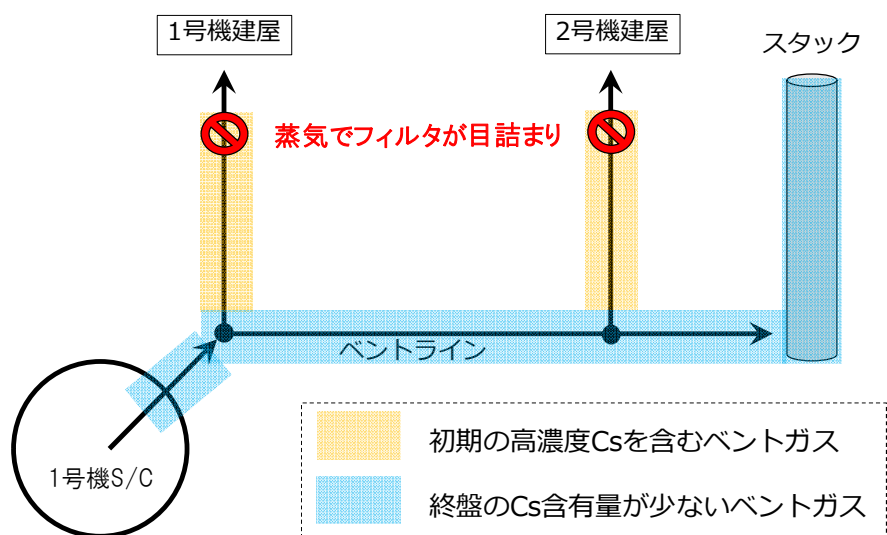 1号機建屋
2号機建屋
スタック
蒸気でフィルタが目詰まり
ベントライン
1号機S/C
初期の高濃度Csを含むベントガス
終盤のCs含有量が少ないベントガス